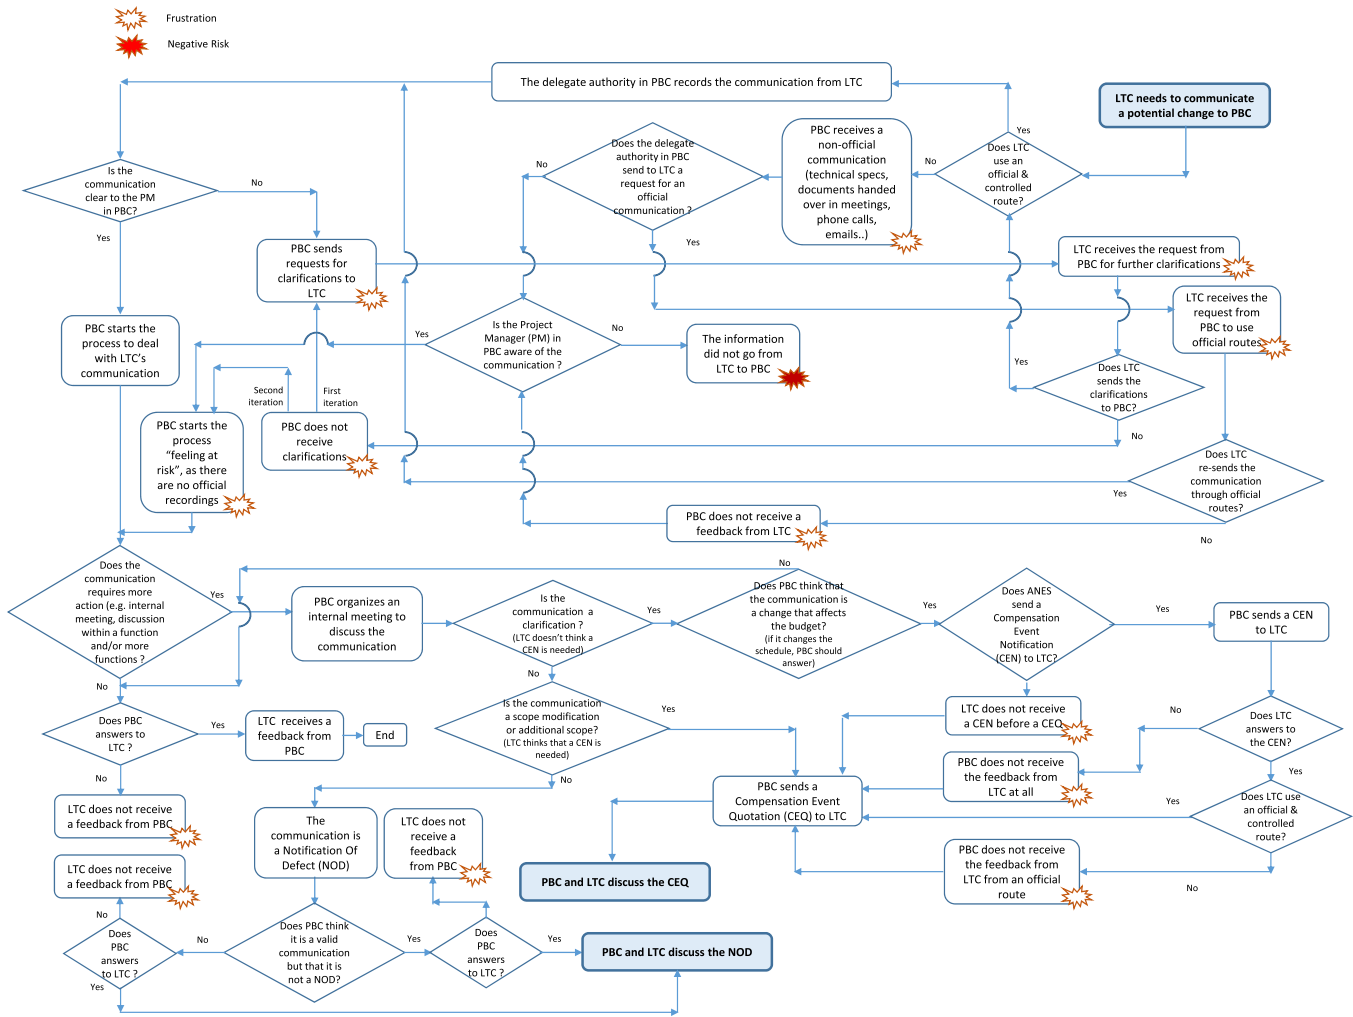 Frustration
Negative Risk
The delegate authority in PBC records the communication from LTC
LTC needs to communicate
a potential change to PBC
Yes
Does LTC
use an
official &
controlled
route?
No
PBC receives a
non-official
communication
(technical specs,
documents handed
over in meetings,
phone calls,
emails..)
Does the delegate
authority in PBC
send to LTC a
request for an
official
communication ?
No
Yes
Is the
communication
clear to the PM
in PBC?
No
Yes
PBC sends
requests for
clarifications to
LTC
LTC receives the request from
PBC for further clarifications
LTC receives the
request from
PBC to use
official routes
PBC starts the
process to deal
with LTC's
communication
Yes
Is the Project
Manager (PM) in
PBC aware of the
communication ?
No
The information
did not go from
LTC to PBC
Yes
Does LTC
sends the
clarifications
to PBC?
No
Second
iteration
First
iteration
PBC starts the
process
“feeling at
risk”, as there
are no official
recordings
PBC does not
receive
clarifications
Does LTC
re-sends the
communication
through official
routes?
Yes
No
PBC does not receive a
feedback from LTC
Does the
communication
requires more
action (e.g. internal
meeting, discussion
within a function
and/or more
functions ?
Yes
No
PBC organizes an
internal meeting to
discuss the
communication
Is the
communication a
clarification ?
(LTC doesn't think a
CEN is needed)
Yes
No
No
Does PBC think that
the communication is
a change that affects
the budget?
(if it changes the
schedule, PBC should
answer)
Yes
Does ANES
send a
Compensation
Event
Notification
(CEN) to LTC?
Yes
PBC sends a CEN
to LTC
Does PBC
answers to
LTC ?
Yes
No
LTC receives a
feedback from
PBC
End
Is the communication
a scope modification
or additional scope?
(LTC thinks that a CEN is
needed)
Yes
No
LTC does not receive
a CEN before a CEQ
No
Does LTC
answers to
the CEN?
Yes
PBC does not receive
the feedback from
LTC at all
PBC sends a
Compensation Event
Quotation (CEQ) to LTC
Yes
Does LTC use
an official &
controlled
route?
No
LTC does not receive
a feedback from PBC
The
communication is
a Notification Of
Defect (NOD)
LTC does not
receive a
feedback
from PBC
PBC does not receive
the feedback from
LTC from an official
route
LTC does not receive
a feedback from PBC
PBC and LTC discuss the CEQ
No
Does
PBC
answers
to LTC ?
Yes
No
Does PBC think
it is a valid
communication
but that it is
not a NOD?
Yes
Does
PBC
answers
to LTC ?
Yes
PBC and LTC discuss the NOD